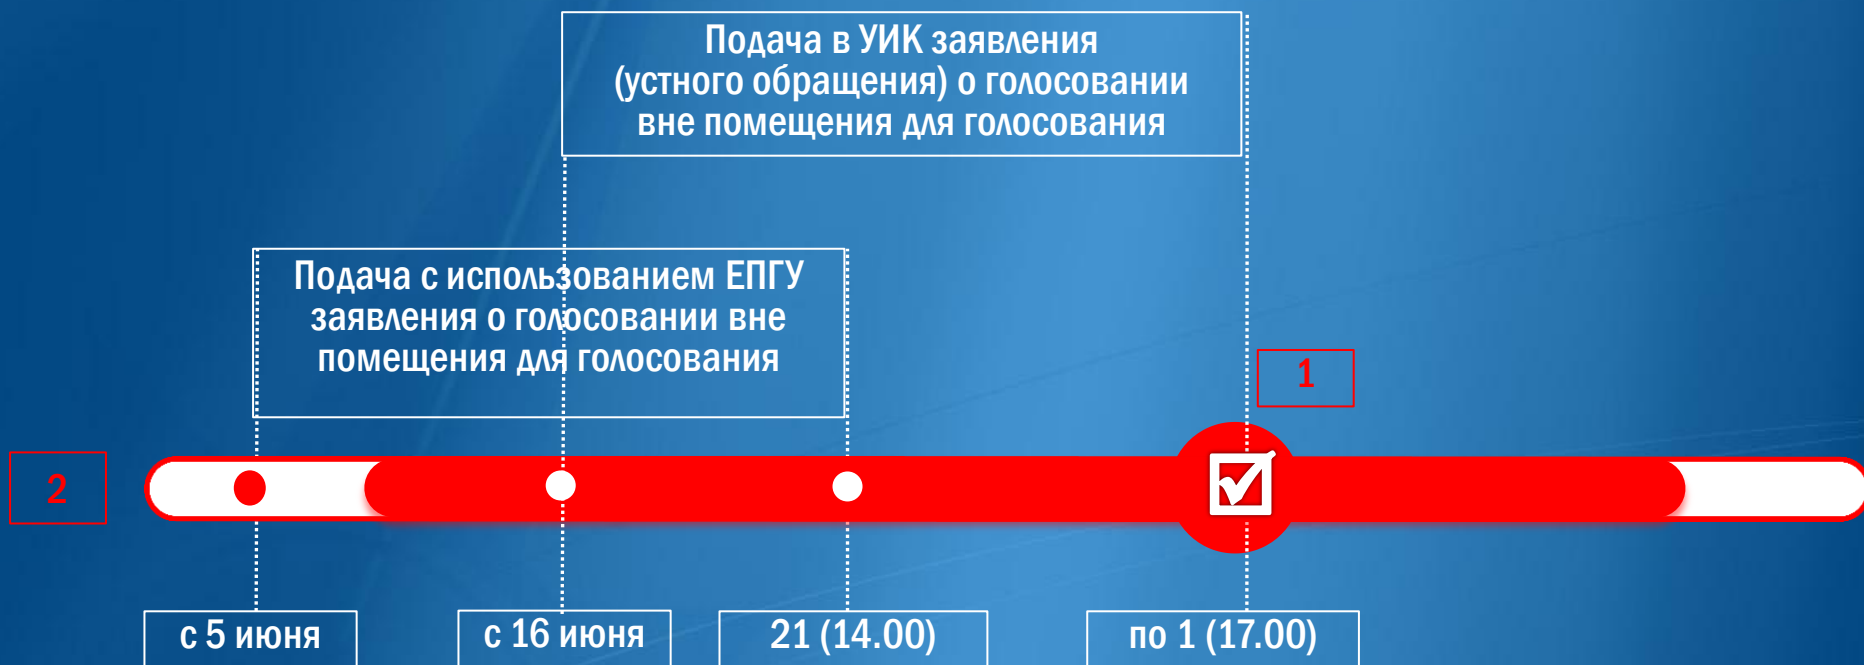 Подача в УИК заявления
(устного обращения) о голосовании
вне помещения для голосования
Подача с использованием ЕПГУ
заявления о голосовании вне
помещения для голосования
1
2
с 5 июня
с 16 июня
21 (14.00)
по 1 (17.00)